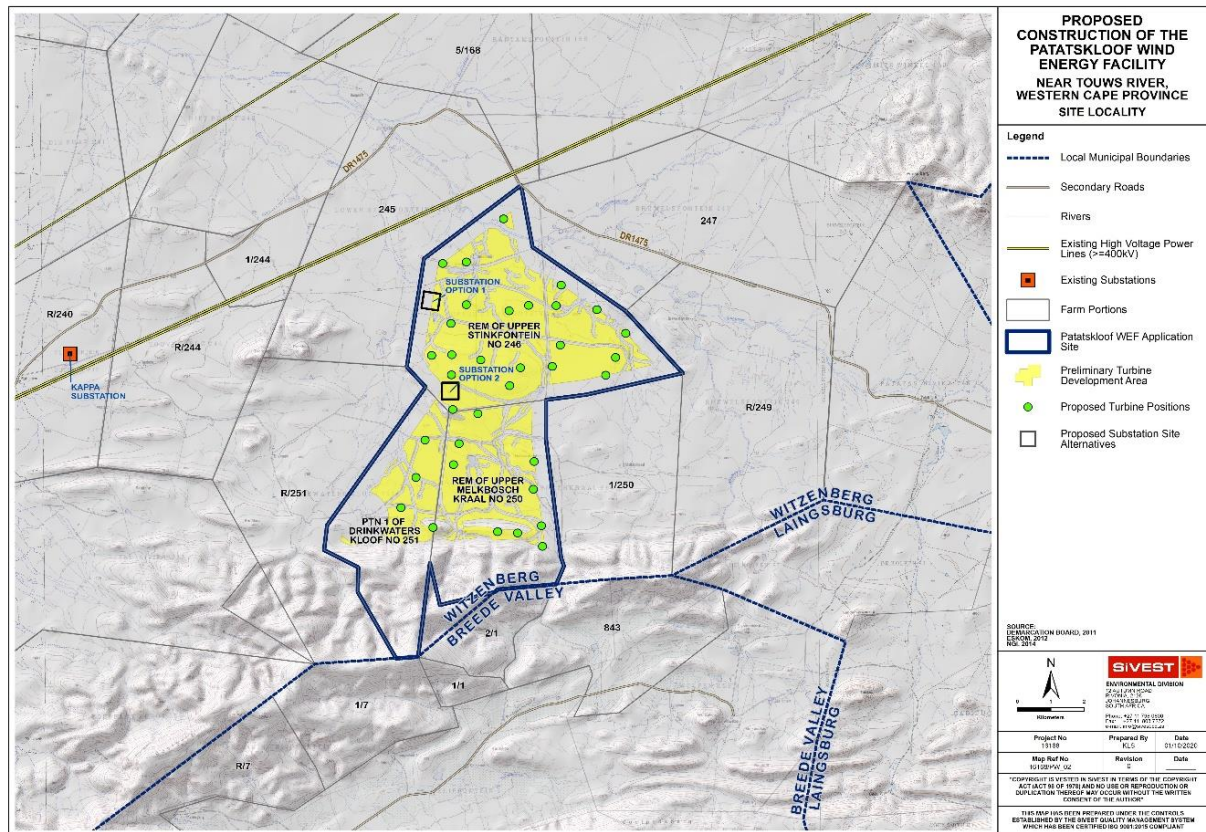 PROPOSED
CONSTRUCTION OF THE
PATATSKLOOF WIND
ENERGY FACILITY
NEAR TOUWS RIVER,
WESTERN CAPE PROVINCE
SITE LOCALITY
Legend
Local Municipal Boundaries
Secondary Roads
Rivers
Existing High Voltage Power
Lines (>=400kV)
Existing Substations
Farm Portions
Patatskloof WEF Application
Site
Preliminary Turbine
Development Area
Proposed Turbine Positions
Proposed Substation Site
Alternatives
SOURCE:
DEMARCATION BOARD, 2011
ESKOM, 2012
NGI, 2014
N
Kilometers
SiVEST
ENVIRONMENTAL DIVISION
JOHANNESBURG
SOUTH AFRICA
Project No
Prepared By
Date
KLS
01/10/2020
Map Ref No
Revision
Date
"COPYRIGHT IS VESTED IN SIVEST IN TERMS OF THE COPYRIGHT
ACT (ACT 98 OF 1978) AND NO USE OR REPRODUCTION OR
DUPLICATION THEREOF MAY OCCUR WITHOUT THE WRITTEN
CONSENT OF THE AUTHOR"
THIS MAP HAS BEEN PREPARED UNDER THE CONTROLS
ESTABLISHED BY THE SIVEST QUALITY MANAGEMENT SYSTEM
WHICH HAS BEEN CERTIFIED ISO 9001:2015 COMPLIANT
5/168
DR1475
245
247
DR1475
1/244
R/240
R/244
KAPPA
SUBSTATION
SUBSTATION
OPTION 1
REM OF UPPER
STINKFONTEIN
NO 246
SUBSTATION
OPTION 2
R/249
R/251
1/250
REM OF UPPER
MELKBOSCH
KRAAL NO 250
PTN 1 OF
DRINKWATERS
KLOOF NO 251
WITZENBERG
LAINGSBURG
WITZENBERG
BREEDE VALLEY
2/1
843
1/1
1/7
R/7
BREEDE VALLEY
LAINGSBURG